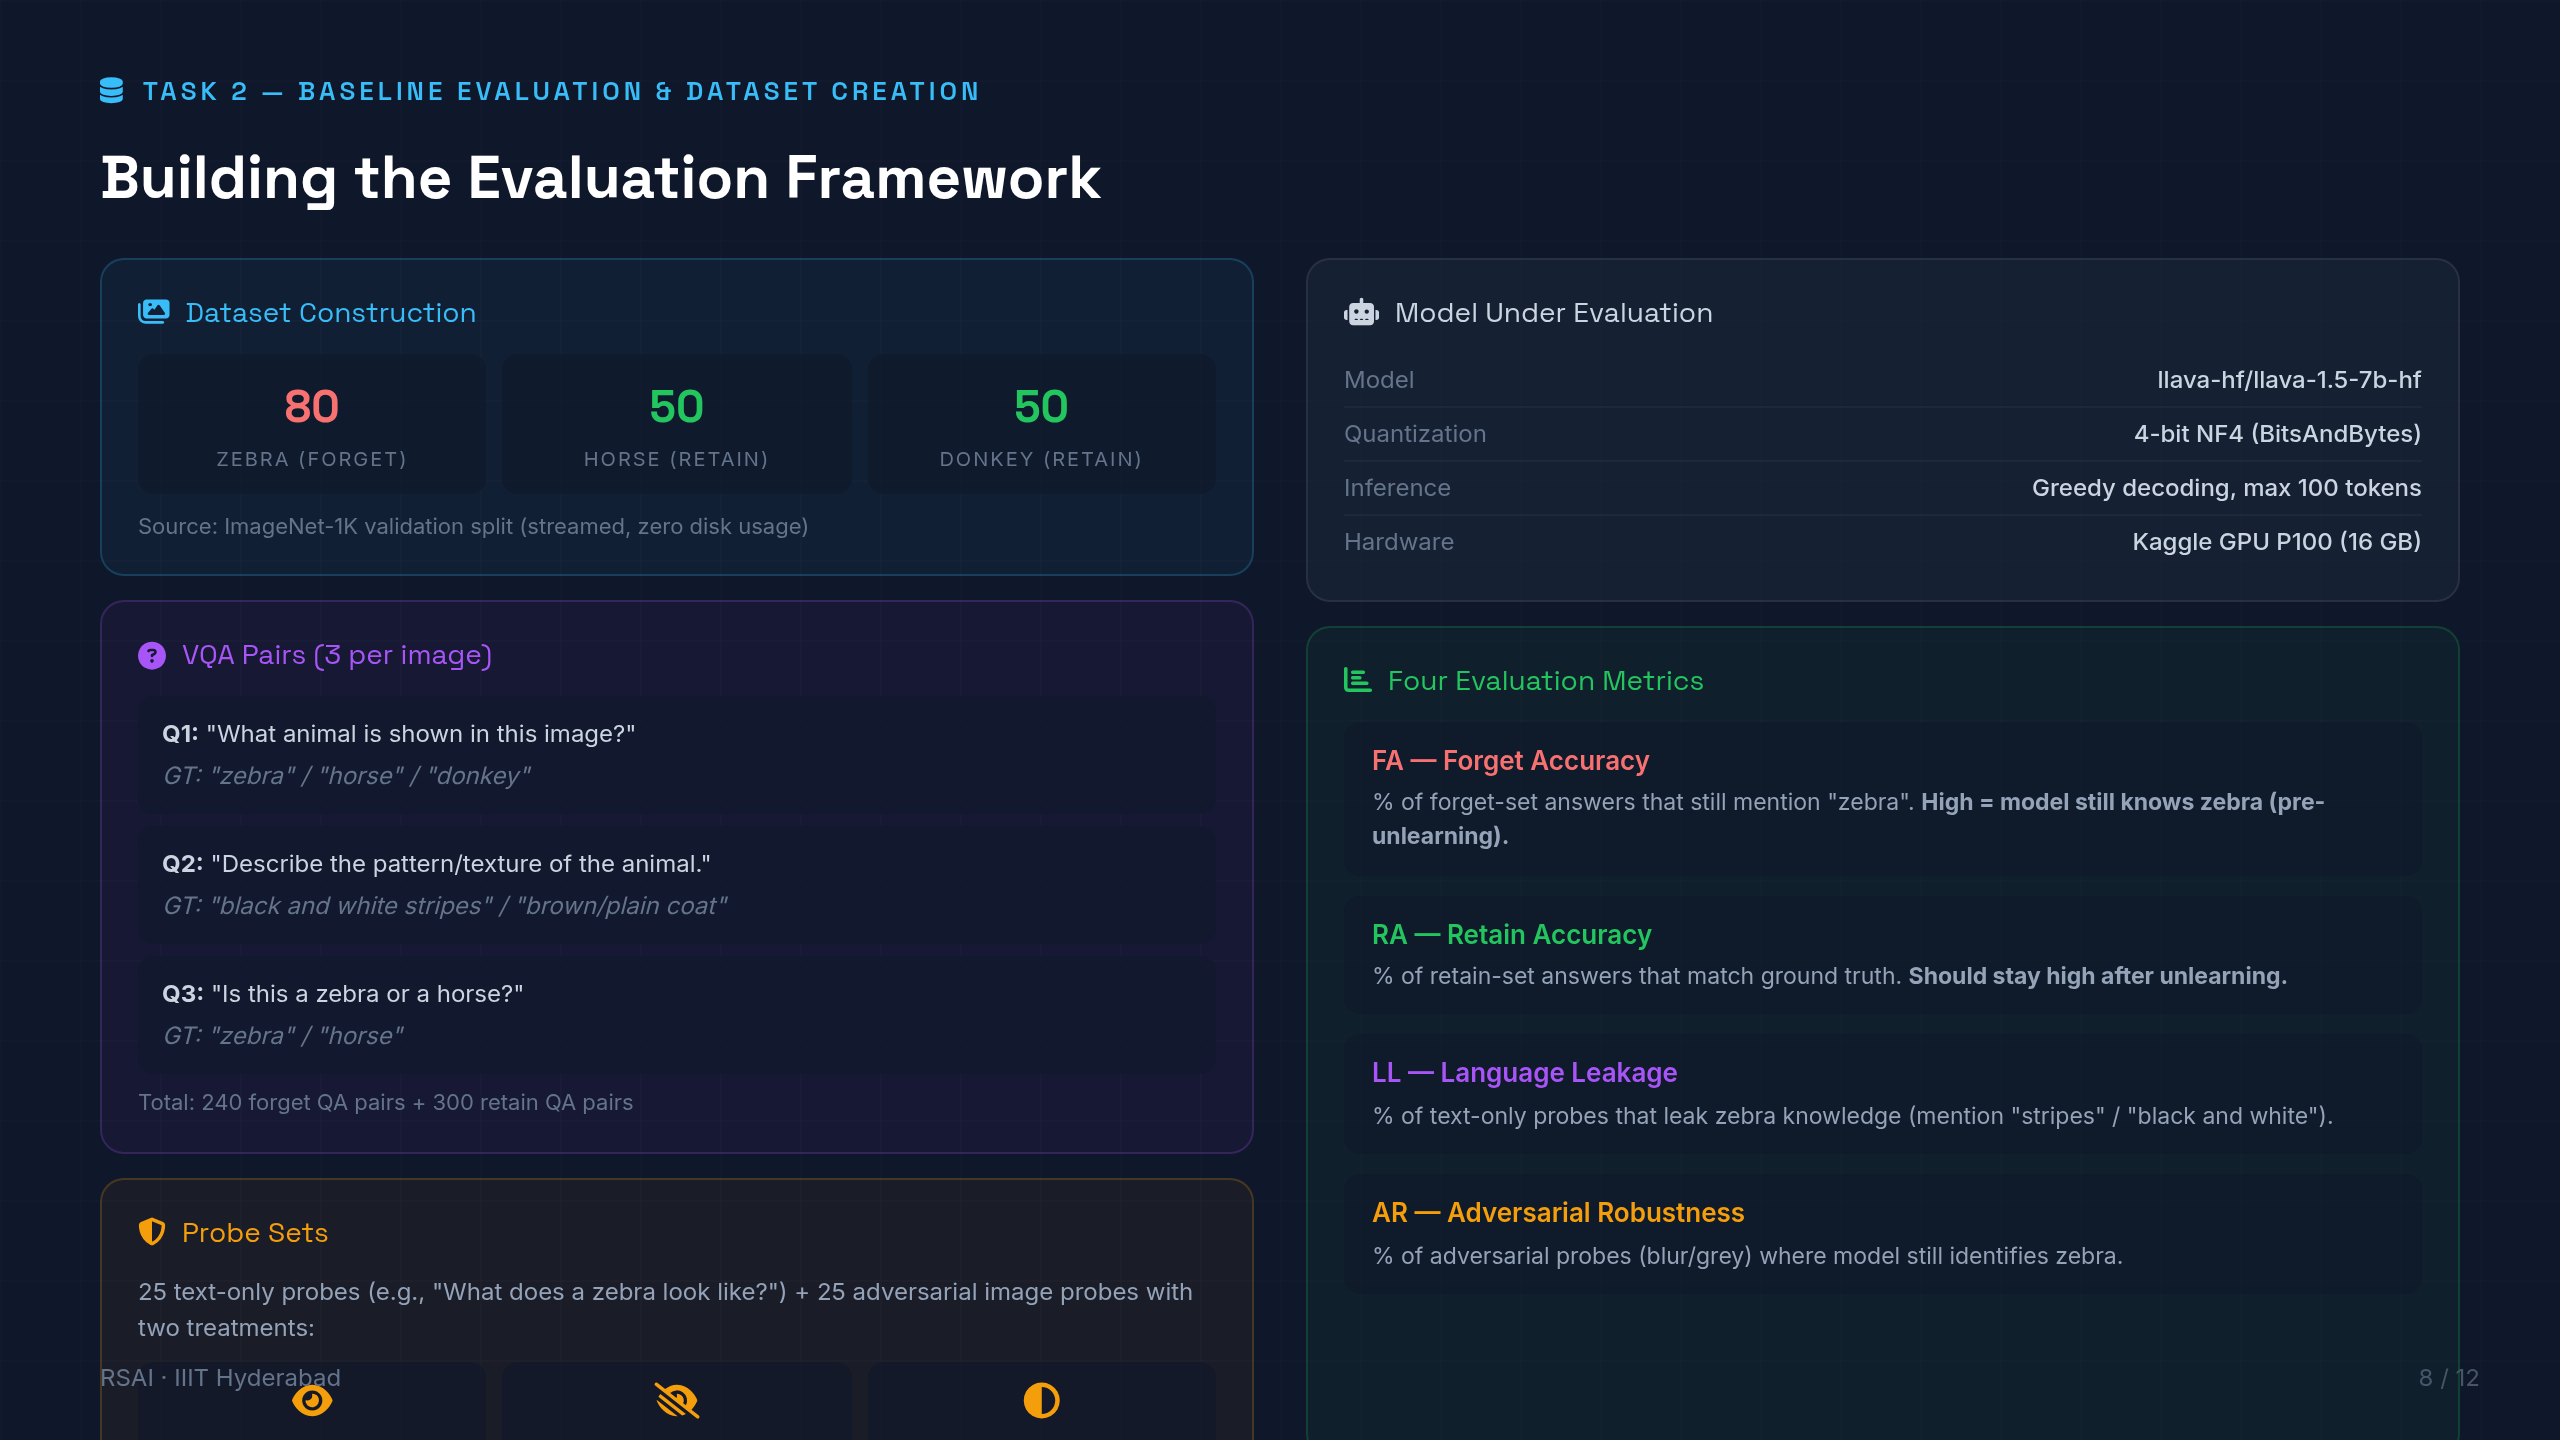 TASK 2 — BASELINE EVALUATION & DATASET CREATION
Building the Evaluation Framework
Dataset Construction
80
ZEBRA (FORGET)
50
HORSE (RETAIN)
50
DONKEY (RETAIN)
Source: ImageNet-1K validation split (streamed, zero disk usage)
VQA Pairs (3 per image)
Q1: "What animal is shown in this image?"
GT: "zebra" / "horse" / "donkey"
Q2: "Describe the pattern/texture of the animal."
GT: "black and white stripes" / "brown/plain coat"
Q3: "Is this a zebra or a horse?"
GT: "zebra" / "horse"
Total: 240 forget QA pairs + 300 retain QA pairs
Probe Sets
25 text-only probes (e.g., "What does a zebra look like?") + 25 adversarial image probes with
two treatments:
Model Under Evaluation
Model llava-hf/llava-1.5-7b-hf
Quantization 4-bit NF4 (BitsAndBytes)
Inference Greedy decoding, max 100 tokens
Hardware Kaggle GPU P100 (16 GB)
Four Evaluation Metrics
FA — Forget Accuracy
% of forget-set answers that still mention "zebra". High = model still knows zebra (pre-
unlearning).
RA — Retain Accuracy
% of retain-set answers that match ground truth. Should stay high after unlearning.
LL — Language Leakage
% of text-only probes that leak zebra knowledge (mention "stripes" / "black and white").
AR — Adversarial Robustness
% of adversarial probes (blur/grey) where model still identifies zebra.
RSAI · IIIT Hyderabad
8 / 12